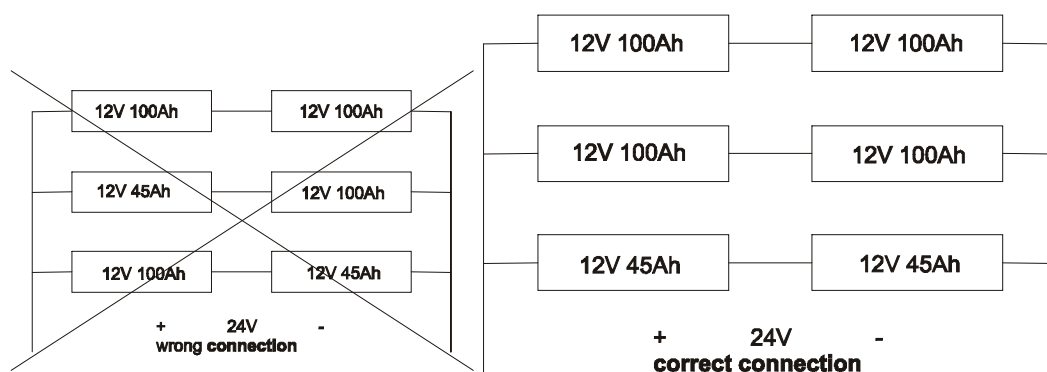 12V 100Ah 12V 100Ah
12V 45Ah 12V 100Ah
12V 100Ah 12V 45Ah
+ 24V -
wrong connection
12V 100Ah 12V 100Ah
12V 100Ah 12V 100Ah
12V 45Ah 12V 45Ah
+ 24V -
correct connection